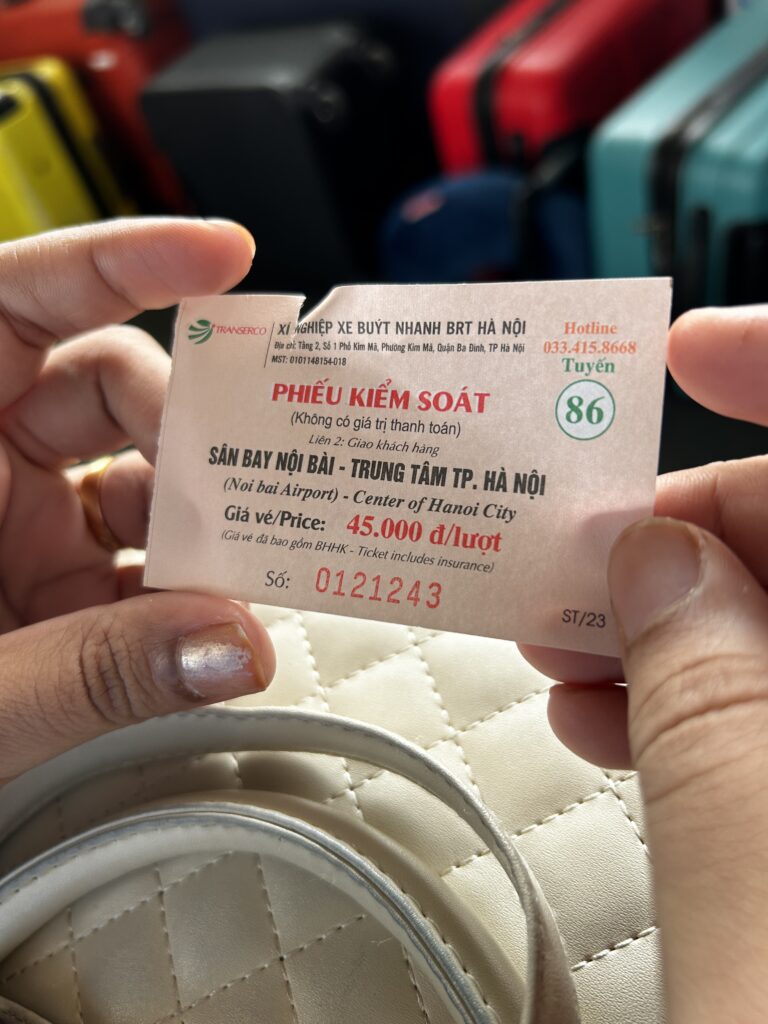 TRANSERCO
XÍ NGHIỆP XE BUÝT NHANH BRT HÀ NỘI
Địa chỉ: Tầng 2, Số 1 Phố Kim Mã, Phường Kim Mã, Quận Ba Đình, TP Hà Nội
MST: 0101148154-018
Hotline
033.415.8668
Tuyến
86
PHIẾU KIỂM SOÁT
(Không có giá trị thanh toán)
Liên 2: Giao khách hàng
SÂN BAY NỘI BÀI - TRUNG TÂM TP. HÀ NỘI
(Noi bai Airport) - Center of Hanoi City
Giá vé/Price: 45.000 đ/lượt
(Giá vé đã bao gồm BHHK - Ticket includes insurance)
Số: 0121243
ST/23